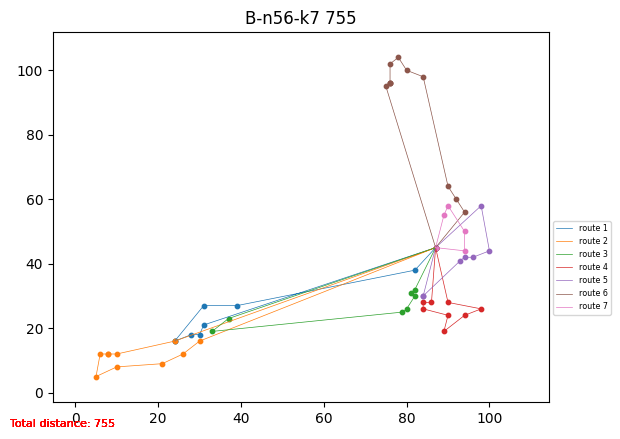 B-n56-k7 755
100
80
60
40
20
0
0
20
40
60
80
100
route 1
route 2
route 3
route 4
route 5
route 6
route 7
Total distance: 755